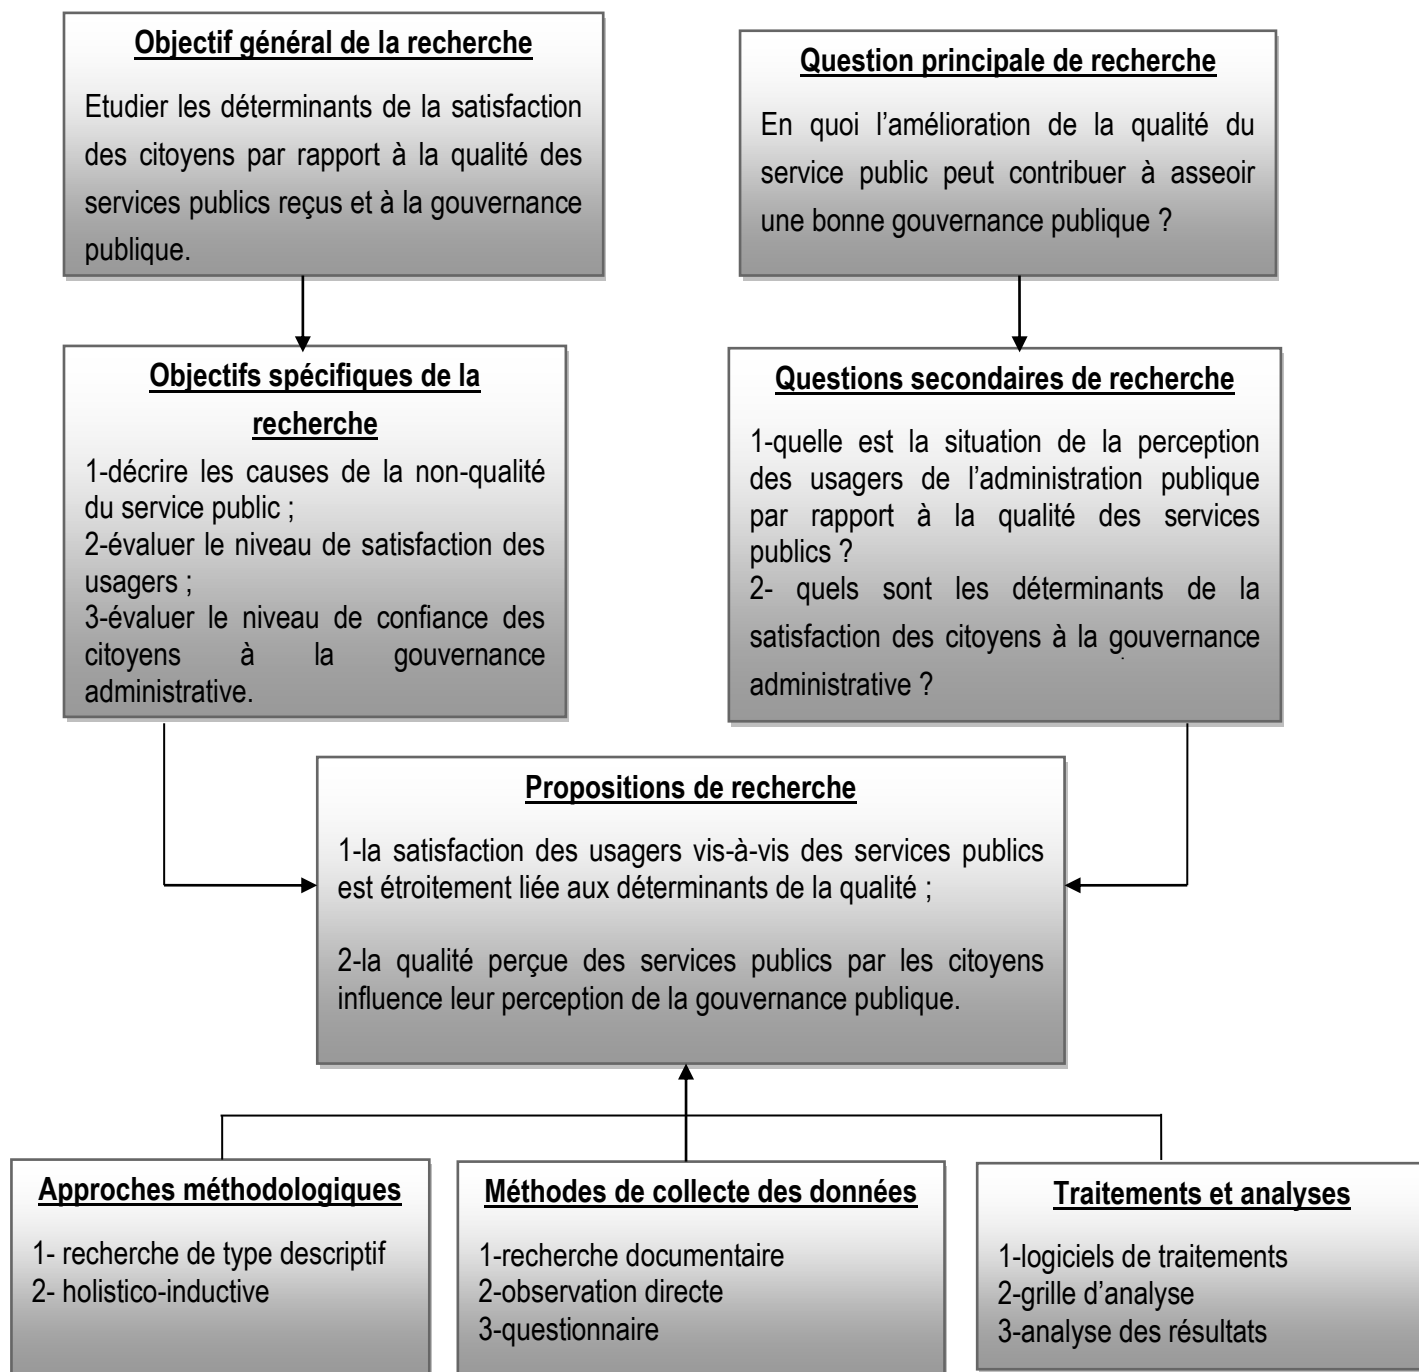 Objectif général de la recherche
Etudier les déterminants de la satisfaction
des citoyens par rapport à la qualité des
services publics reçus et à la gouvernance
publique.
Question principale de recherche
En quoi l’amélioration de la qualité du
service public peut contribuer à asseoir
une bonne gouvernance publique ?
Objectifs spécifiques de la
recherche
1-décrire les causes de la non-qualité
du service public ;
2-évaluer le niveau de satisfaction des
usagers ;
3-évaluer le niveau de confiance des
citoyens à la gouvernance
administrative.
Questions secondaires de recherche
1-quelle est la situation de la perception
des usagers de l’administration publique
par rapport à la qualité des services
publics ?
2- quels sont les déterminants de la
satisfaction des citoyens à la gouvernance
administrative ?
Propositions de recherche
1-la satisfaction des usagers vis-à-vis des services publics
est étroitement liée aux déterminants de la qualité ;
2-la qualité perçue des services publics par les citoyens
influence leur perception de la gouvernance publique.
Approches méthodologiques
1- recherche de type descriptif
2- holistico-inductive
Méthodes de collecte des données
1-recherche documentaire
2-observation directe
3-questionnaire
Traitements et analyses
1-logiciels de traitements
2-grille d’analyse
3-analyse des résultats